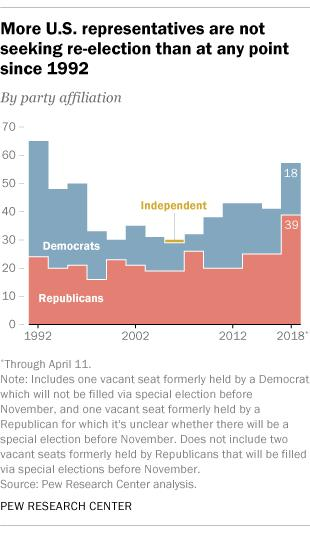 More U.S. representatives are not
seeking re-election than at any point
since 1992
By party affiliation
70
60
50
40
30
20
10
0
18
Independent
39
Democrats
Republicans
1992
2002
2012
2018*
*Through April 11.
Note: Includes one vacant seat formerly held by a Democrat
which will not be filled via special election before
November, and one vacant seat formerly held by a
Republican for which it's unclear whether there will be a
special election before November. Does not include two
vacant seats formerly held by Republicans that will be filled
via special elections before November.
Source: Pew Research Center analysis.
PEW RESEARCH CENTER